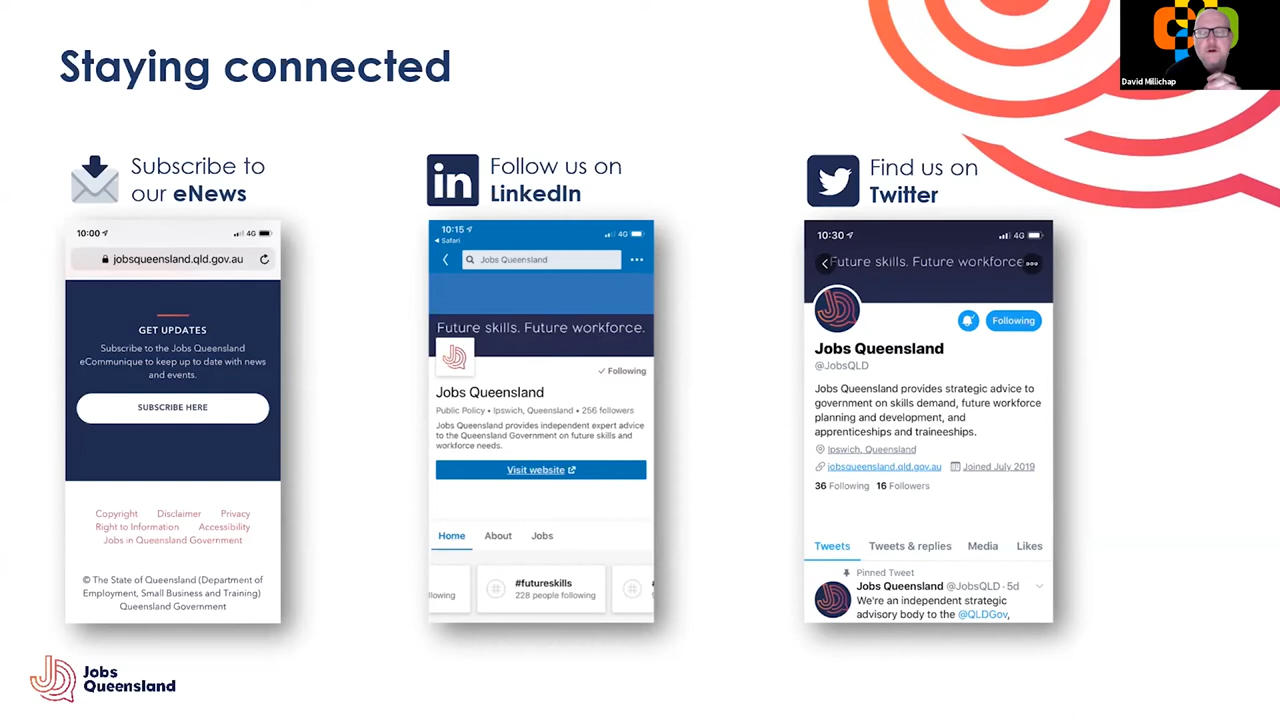 Staying connected
David Millichap
Subscribe to
our eNews
10:00
4G
jobsqueensland.qld.gov.au
GET UPDATES
Subscribe to the Jobs Queensland
eCommunique to keep up to date with news
and events.
SUBSCRIBE HERE
Copyright Disclaimer Privacy
Right to Information Accessibility
Jobs in Queensland Government
© The State of Queensland (Department of
Employment, Small Business and Training)
Queensland Government
Follow us on
LinkedIn
10:15
4G
Safari
Jobs Queensland
Future skills. Future workforce.
Following
Jobs Queensland
Public Policy • Ipswich, Queensland • 256 followers
Jobs Queensland provides independent expert advice
to the Queensland Government on future skills and
workforce needs.
Visit website
Home About Jobs
llowing
#futureskills
228 people following
#
Find us on
Twitter
10:30
4G
Future skills. Future workforce
Following
Jobs Queensland
@JobsQLD
Jobs Queensland provides strategic advice to
government on skills demand, future workforce
planning and development, and
apprenticeships and traineeships.
Ipswich, Queensland
jobsqueensland.qld.gov.au Joined July 2019
36 Following 16 Followers
Tweets Tweets & replies Media Likes
Pinned Tweet
Jobs Queensland @JobsQLD · 5d
We're an independent strategic
advisory body to the @QLDGov,
Jobs
Queensland